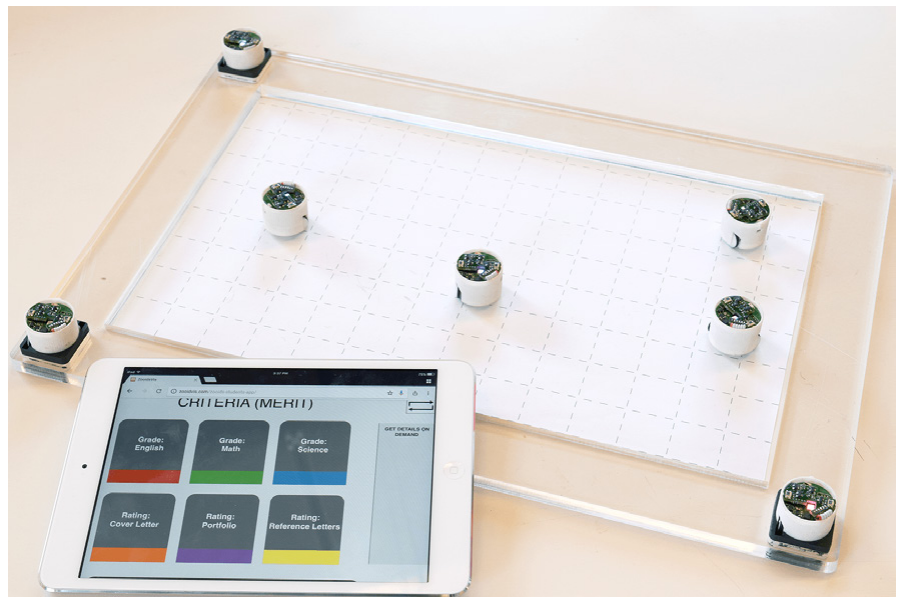 CRITERIA (MERIT)
GET DETAILS ON
DEMAND
Grade:
English
Grade:
Math
Grade:
Science
Rating:
Cover Letter
Rating:
Portfolio
Rating:
Reference Letters